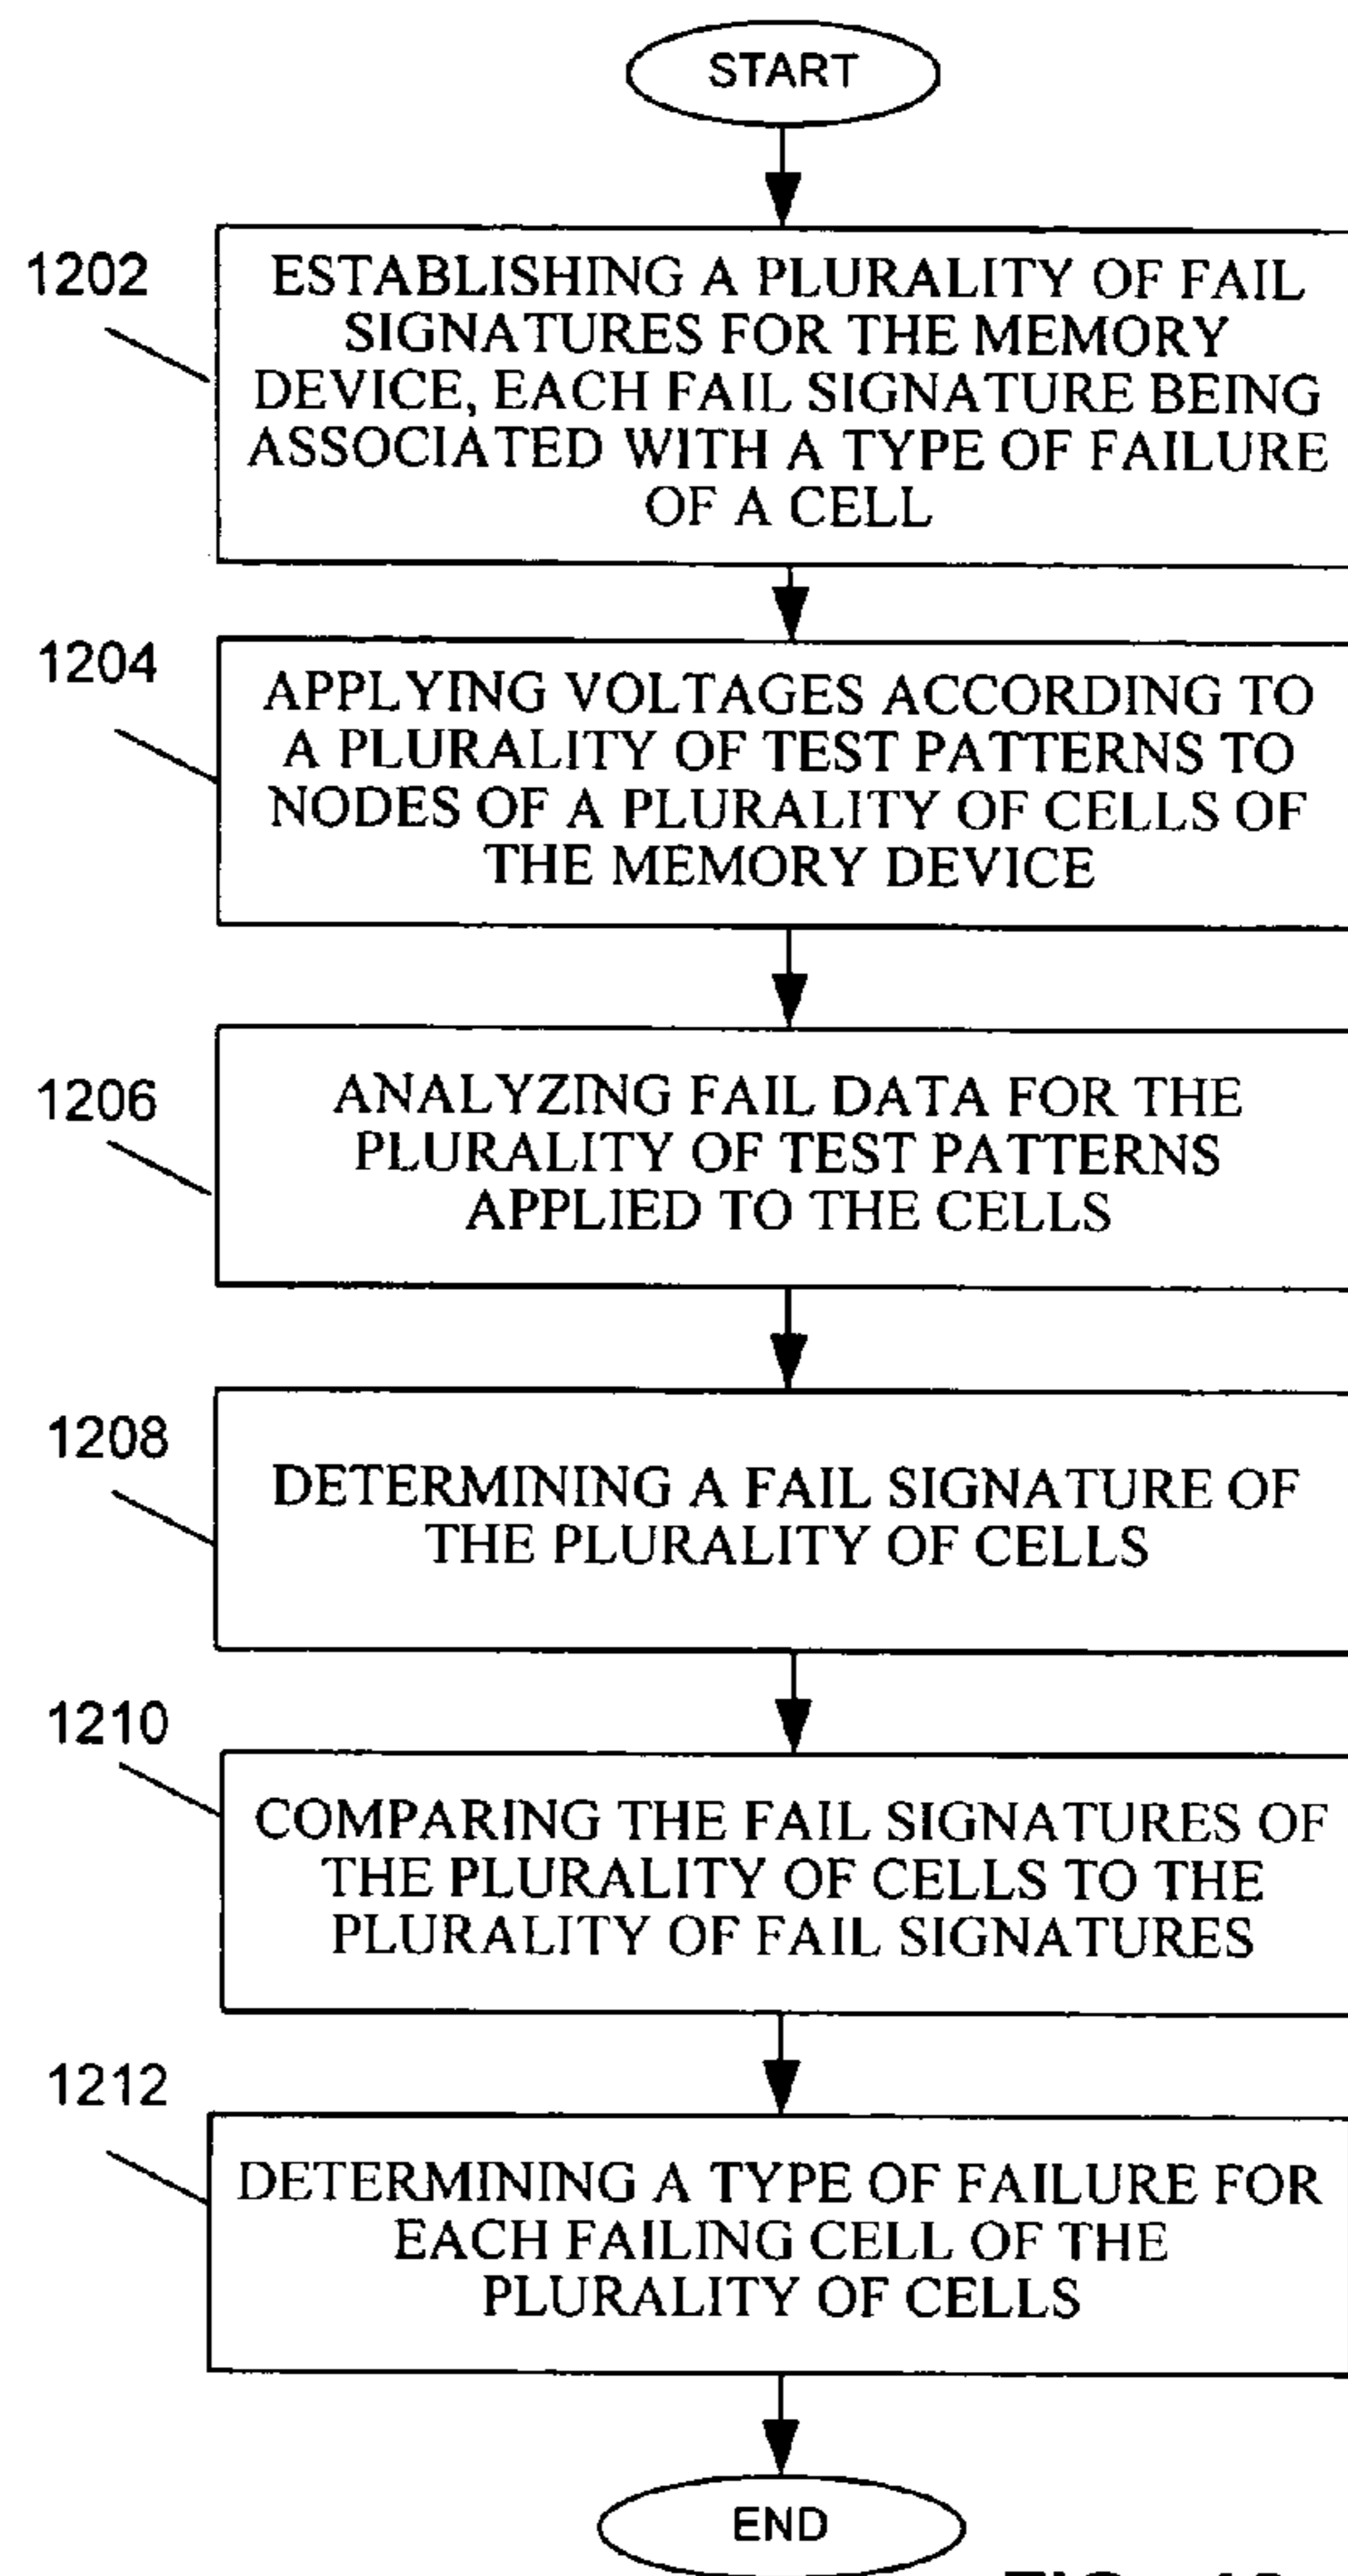 START
1202
ESTABLISHING A PLURALITY OF FAIL
SIGNATURES FOR THE MEMORY
DEVICE, EACH FAIL SIGNATURE BEING
ASSOCIATED WITH A TYPE OF FAILURE
OF A CELL
1204
APPLYING VOLTAGES ACCORDING TO
A PLURALITY OF TEST PATTERNS TO
NODES OF A PLURALITY OF CELLS OF
THE MEMORY DEVICE
1206
ANALYZING FAIL DATA FOR THE
PLURALITY OF TEST PATTERNS
APPLIED TO THE CELLS
1208
DETERMINING A FAIL SIGNATURE OF
THE PLURALITY OF CELLS
1210
COMPARING THE FAIL SIGNATURES OF
THE PLURALITY OF CELLS TO THE
PLURALITY OF FAIL SIGNATURES
1212
DETERMINING A TYPE OF FAILURE FOR
EACH FAILING CELL OF THE
PLURALITY OF CELLS
END